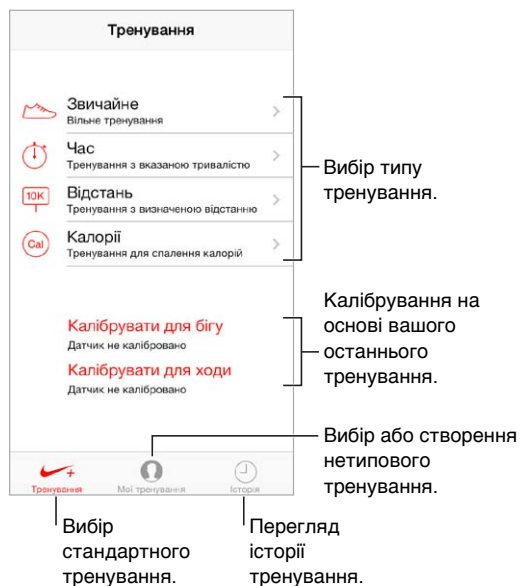 Тренування
Звичайне
Вільне тренування
Час
Тренування з вказаною тривалістю
10K
Відстань
Тренування з визначеною відстанню
Cal
Калорії
Тренування для спалення калорій
Вибір типу
тренування.
Калібрувати для бігу
Датчик не калібровано
Калібрувати для ходи
Датчик не калібровано
Калібрування на
основі вашого
останнього
тренування.
Тренування
Мої тренування
Історія
Вибір або створення
нетипового
тренування.
Вибір
стандартного
тренування.
Перегляд
історії
тренування.